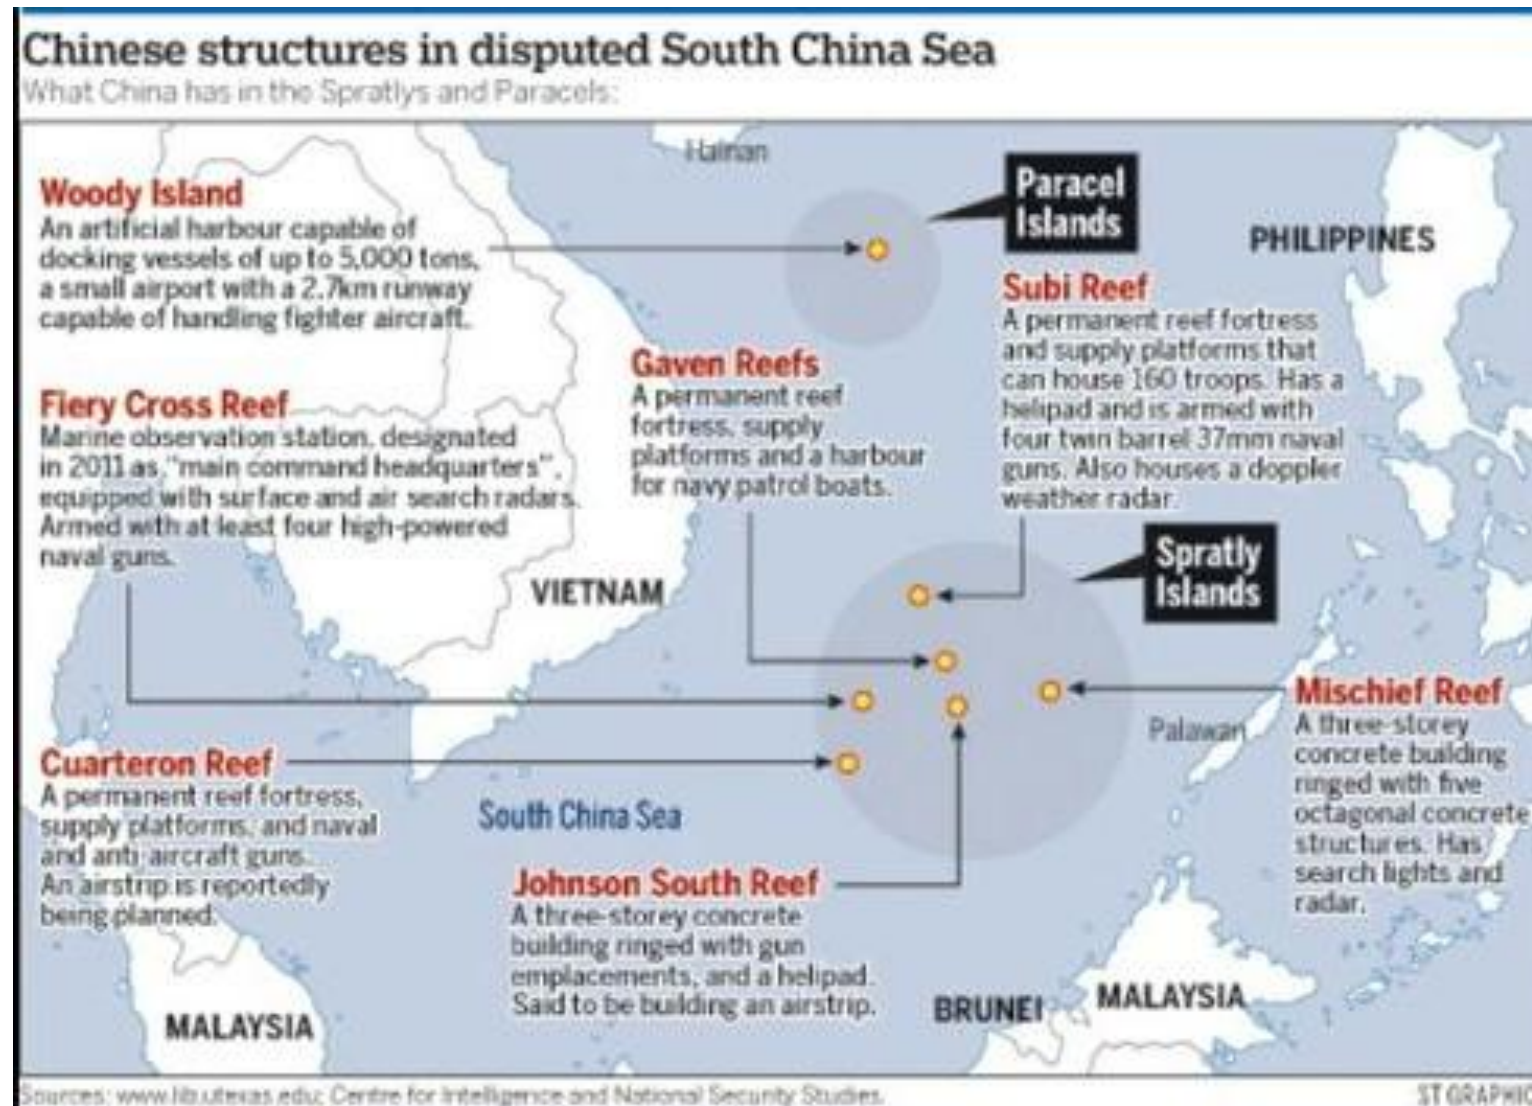 Chinese structures in disputed South China Sea
What China has in the Spratlys and Paracels:
Hainan
Paracel
Islands
PHILIPPINES
Woody Island
An artificial harbour capable of
docking vessels of up to 5,000 tons,
a small airport with a 2.7km runway
capable of handling fighter aircraft.
Subi Reef
A permanent reef fortress
and supply platforms that
can house 160 troops. Has a
helipad and is armed with
four twin barrel 37mm naval
guns. Also houses a doppler
weather radar.
Gaven Reefs
A permanent reef
fortress, supply
platforms and a harbour
for navy patrol boats.
Fiery Cross Reef
Marine observation station, designated
in 2011 as "main command headquarters",
equipped with surface and air search radars.
Armed with at least four high-powered
naval guns.
VIETNAM
Spratly
Islands
Mischief Reef
A three-storey
concrete building
ringed with five
octagonal concrete
structures. Has
search lights and
radar.
Palawan
Cuarteron Reef
A permanent reef fortress,
supply platforms, and naval
and anti-aircraft guns.
An airstrip is reportedly
being planned.
South China Sea
Johnson South Reef
A three-storey concrete
building ringed with gun
emplacements, and a helipad.
Said to be building an airstrip.
MALAYSIA
BRUNEI
MALAYSIA
Sources: www.lib.utexas.edu; Centre for Intelligence and National Security Studies.
ST GRAPHIC